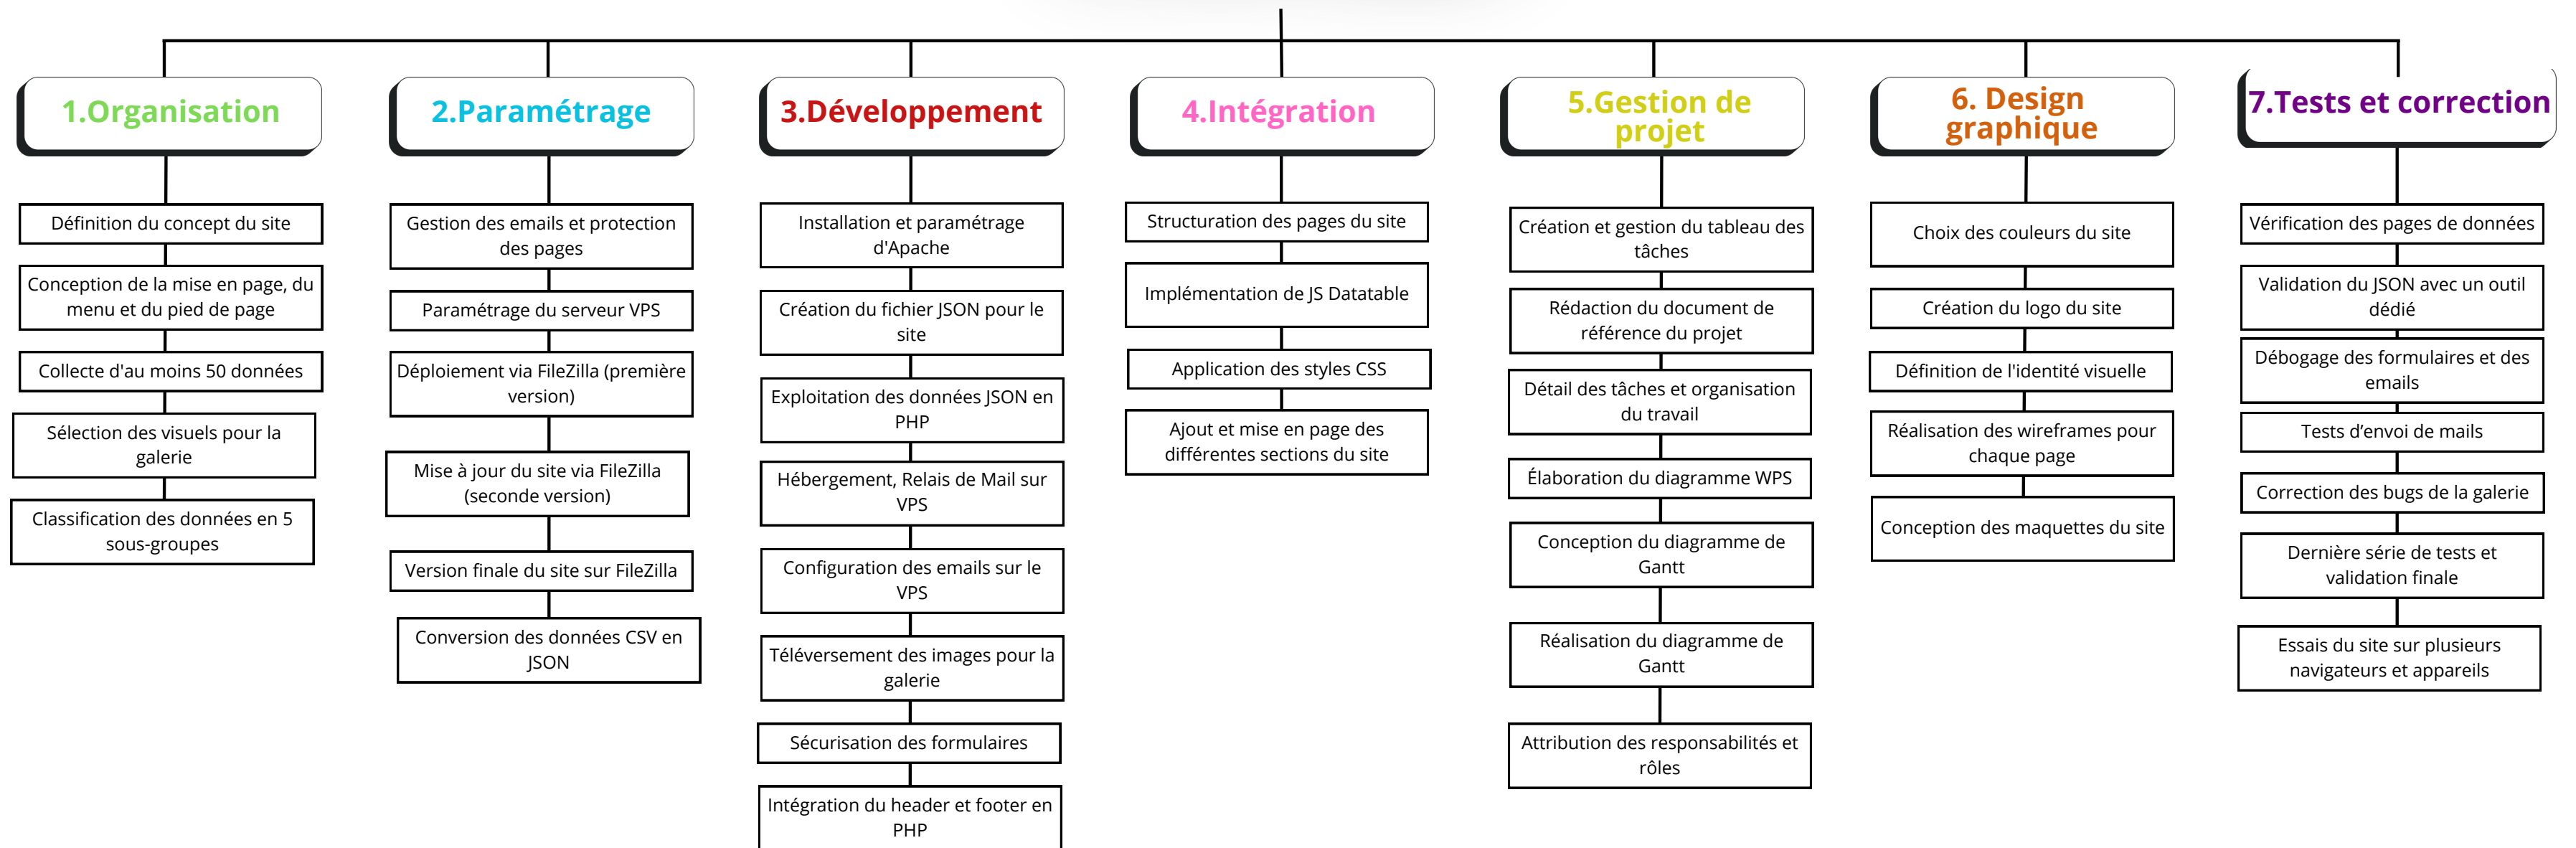 1.Organisation
Définition du concept du site
Conception de la mise en page, du
menu et du pied de page
Collecte d'au moins 50 données
Sélection des visuels pour la
galerie
Classification des données en 5
sous-groupes
2.Paramétrage
Gestion des emails et protection
des pages
Paramétrage du serveur VPS
Déploiement via FileZilla (première
version)
Mise à jour du site via FileZilla
(seconde version)
Version finale du site sur FileZilla
Conversion des données CSV en
JSON
3.Développement
Installation et paramétrage
d'Apache
Création du fichier JSON pour le
site
Exploitation des données JSON en
PHP
Hébergement, Relais de Mail sur
VPS
Configuration des emails sur le
VPS
Téléversement des images pour la
galerie
Sécurisation des formulaires
Intégration du header et footer en
PHP
4.Intégration
Structuration des pages du site
Implémentation de JS Datatable
Application des styles CSS
Ajout et mise en page des
différentes sections du site
5.Gestion de
projet
Création et gestion du tableau des
tâches
Rédaction du document de
référence du projet
Détail des tâches et organisation
du travail
Élaboration du diagramme WPS
Conception du diagramme de
Gantt
Réalisation du diagramme de
Gantt
Attribution des responsabilités et
rôles
6. Design
graphique
Choix des couleurs du site
Création du logo du site
Définition de l'identité visuelle
Réalisation des wireframes pour
chaque page
Conception des maquettes du site
7.Tests et correction
Vérification des pages de données
Validation du JSON avec un outil
dédié
Débogage des formulaires et des
emails
Tests d’envoi de mails
Correction des bugs de la galerie
Dernière série de tests et
validation finale
Essais du site sur plusieurs
navigateurs et appareils